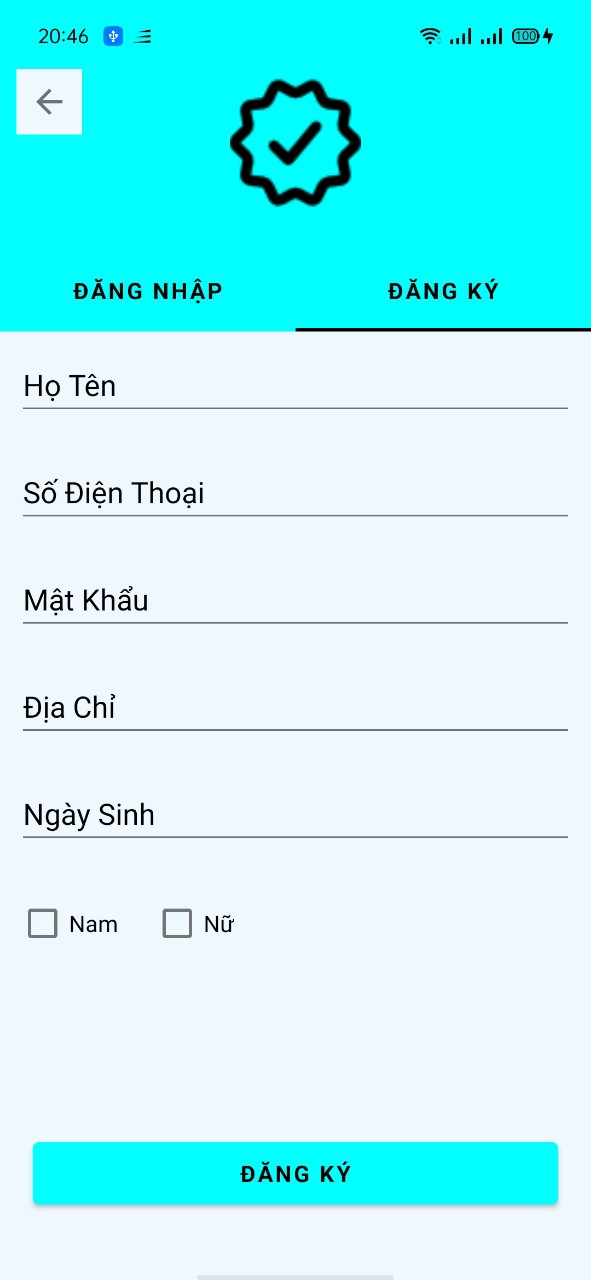 20:46
100
ĐĂNG NHẬP ĐĂNG KÝ
Họ Tên
Số Điện Thoại
Mật Khẩu
Địa Chỉ
Ngày Sinh
Nam Nữ
ĐĂNG KÝ